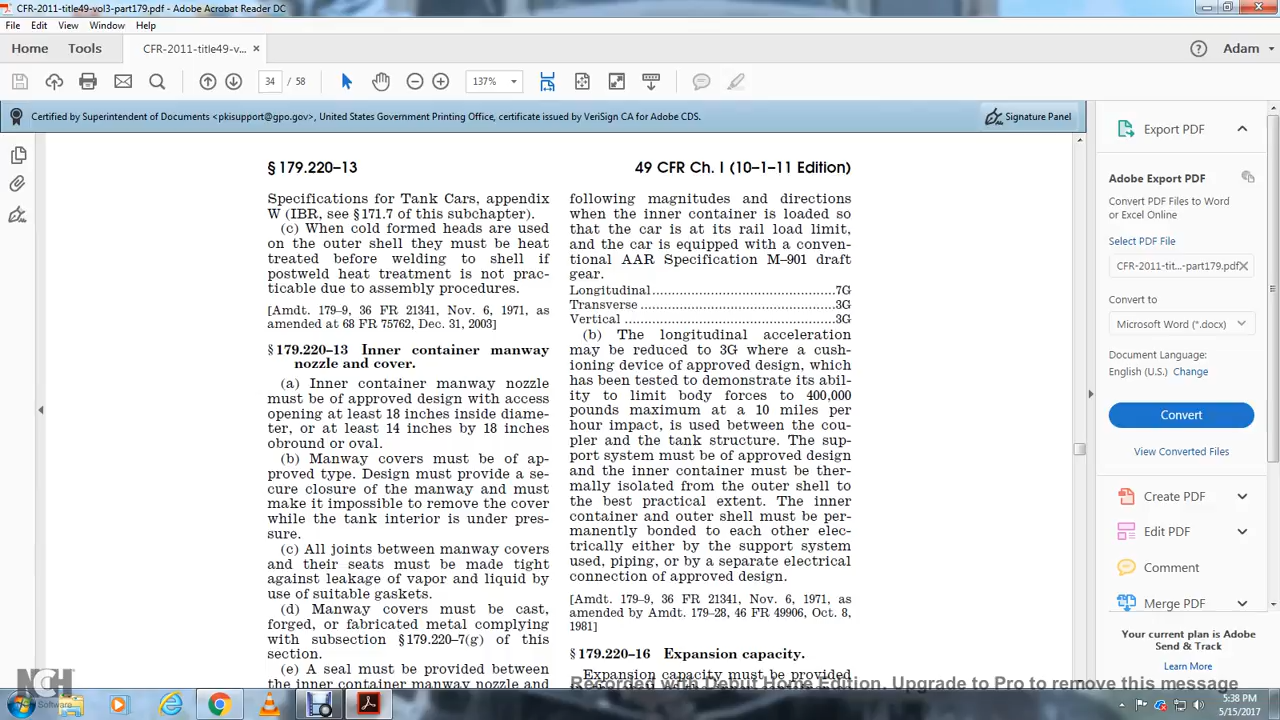 CFR-2011-title49-vol3-part179.pdf - Adobe Acrobat Reader DC
File Edit View Window Help
Home Tools CFR-2011-title49-v... × Adam
34 / 58 137%
Certified by Superintendent of Documents <pkisupport@gpo.gov>, United States Government Printing Office, certificate issued by VeriSign CA for Adobe CDS.
Signature Panel
§ 179.220–13
49 CFR Ch. I (10–1–11 Edition)
Specifications for Tank Cars, appendix
W (IBR, see § 171.7 of this subchapter).
(c) When cold formed heads are used
on the outer shell they must be heat
treated before welding to shell if
postweld heat treatment is not prac-
ticable due to assembly procedures.
[Amdt. 179–9, 36 FR 21341, Nov. 6, 1971, as
amended at 68 FR 75762, Dec. 31, 2003]
§ 179.220–13 Inner container manway
nozzle and cover.
(a) Inner container manway nozzle
must be of approved design with access
opening at least 18 inches inside diame-
ter, or at least 14 inches by 18 inches
obround or oval.
(b) Manway covers must be of ap-
proved type. Design must provide a se-
cure closure of the manway and must
make it impossible to remove the cover
while the tank interior is under pres-
sure.
(c) All joints between manway covers
and their seats must be made tight
against leakage of vapor and liquid by
use of suitable gaskets.
(d) Manway covers must be cast,
forged, or fabricated metal complying
with subsection § 179.220–7(g) of this
section.
(e) A seal must be provided between
the inner container manway nozzle and
following magnitudes and directions
when the inner container is loaded so
that the car is at its rail load limit,
and the car is equipped with a conven-
tional AAR Specification M–901 draft
gear.
Longitudinal ................................................ 7G
Transverse ................................................ 3G
Vertical ................................................ 3G
(b) The longitudinal acceleration
may be reduced to 3G where a cush-
ioning device of approved design, which
has been tested to demonstrate its abil-
ity to limit body forces to 400,000
pounds maximum at a 10 miles per
hour impact, is used between the cou-
pler and the tank structure. The sup-
port system must be of approved design
and the inner container must be ther-
mally isolated from the outer shell to
the best practical extent. The inner
container and outer shell must be per-
manently bonded to each other elec-
trically either by the support system
used, piping, or by a separate electrical
connection of approved design.
[Amdt. 179–9, 36 FR 21341, Nov. 6, 1971, as
amended by Amdt. 179–28, 46 FR 49906, Oct. 8,
1981]
§ 179.220–16 Expansion capacity.
Expansion capacity must be provided
Export PDF
Adobe Export PDF
Convert PDF Files to Word
or Excel Online
Select PDF File
CFR-2011-tit...-part179.pdf
Convert to
Microsoft Word (*.docx)
Document Language:
English (U.S.) Change
Convert
View Converted Files
Create PDF
Edit PDF
Comment
Merge PDF
Your current plan is Adobe
Send & Track
Learn More
Recorded with Debut Home Edition, Upgrade to Pro to remove this message
NCH
Software
5:38 PM
5/15/2017